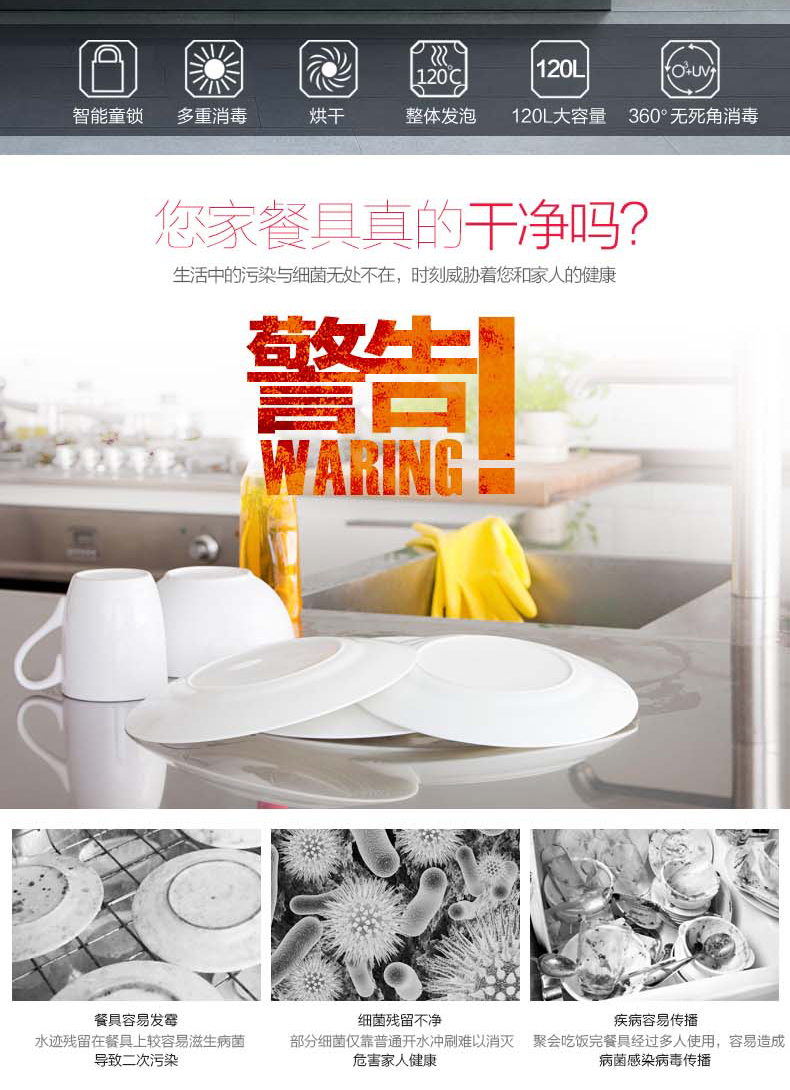 120℃
120L
O³+UV
智能童锁 多重消毒 烘干 整体发泡 120L大容量 360°无死角消毒
您家餐具真的干净吗？
生活中的污染与细菌无处不在，时刻威胁着您和家人的健康
警告！
WARING
餐具容易发霉
水迹残留在餐具上较容易滋生病菌
导致二次污染
细菌残留不净
部分细菌仅靠普通开水冲刷难以消灭
危害家人健康
疾病容易传播
聚会吃饭完餐具经过多人使用，容易造成
病菌感染病毒传播